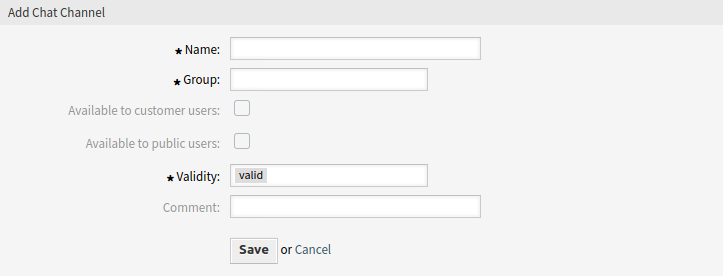 Add Chat Channel
★ Name:
★ Group:
Available to customer users:
Available to public users:
★ Validity: valid
Comment:
Save or Cancel